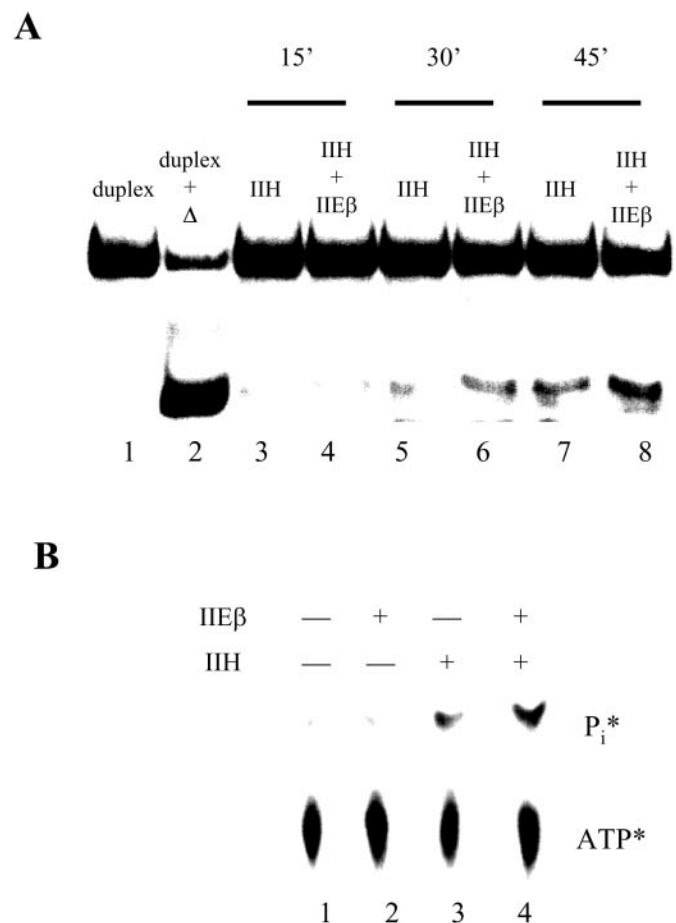 A
15’ 30’ 45’
duplex
duplex + Δ
IIH
IIH + IIEβ
IIH
IIH + IIEβ
IIH
IIH + IIEβ
1 2 3 4 5 6 7 8
B
IIEβ — + — +
IIH — — + +
Pi*
ATP*
1 2 3 4